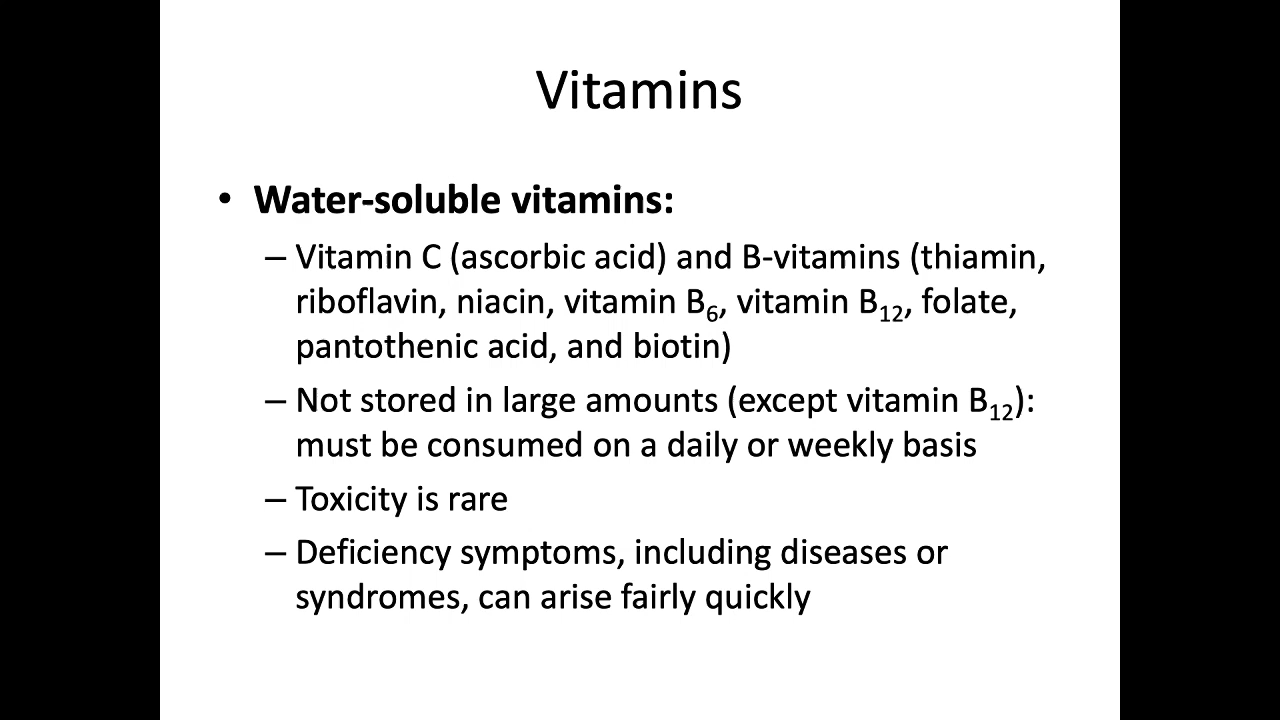 Vitamins
• Water-soluble vitamins:
– Vitamin C (ascorbic acid) and B-vitamins (thiamin,
riboflavin, niacin, vitamin B6, vitamin B12, folate,
pantothenic acid, and biotin)
– Not stored in large amounts (except vitamin B12):
must be consumed on a daily or weekly basis
– Toxicity is rare
– Deficiency symptoms, including diseases or
syndromes, can arise fairly quickly